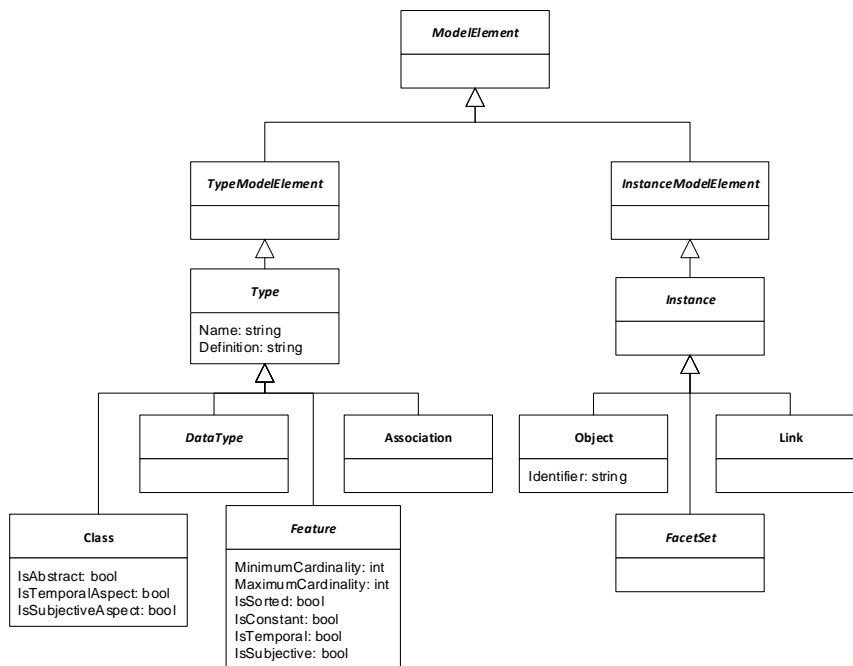 ModelElement
TypeModelElement
InstanceModelElement
Type
Name: string
Definition: string
Instance
DataType
Association
Object
Identifier: string
Link
Class
IsAbstract: bool
IsTemporalAspect: bool
IsSubjectiveAspect: bool
Feature
MinimumCardinality: int
MaximumCardinality: int
IsSorted: bool
IsConstant: bool
IsTemporal: bool
IsSubjective: bool
FacetSet